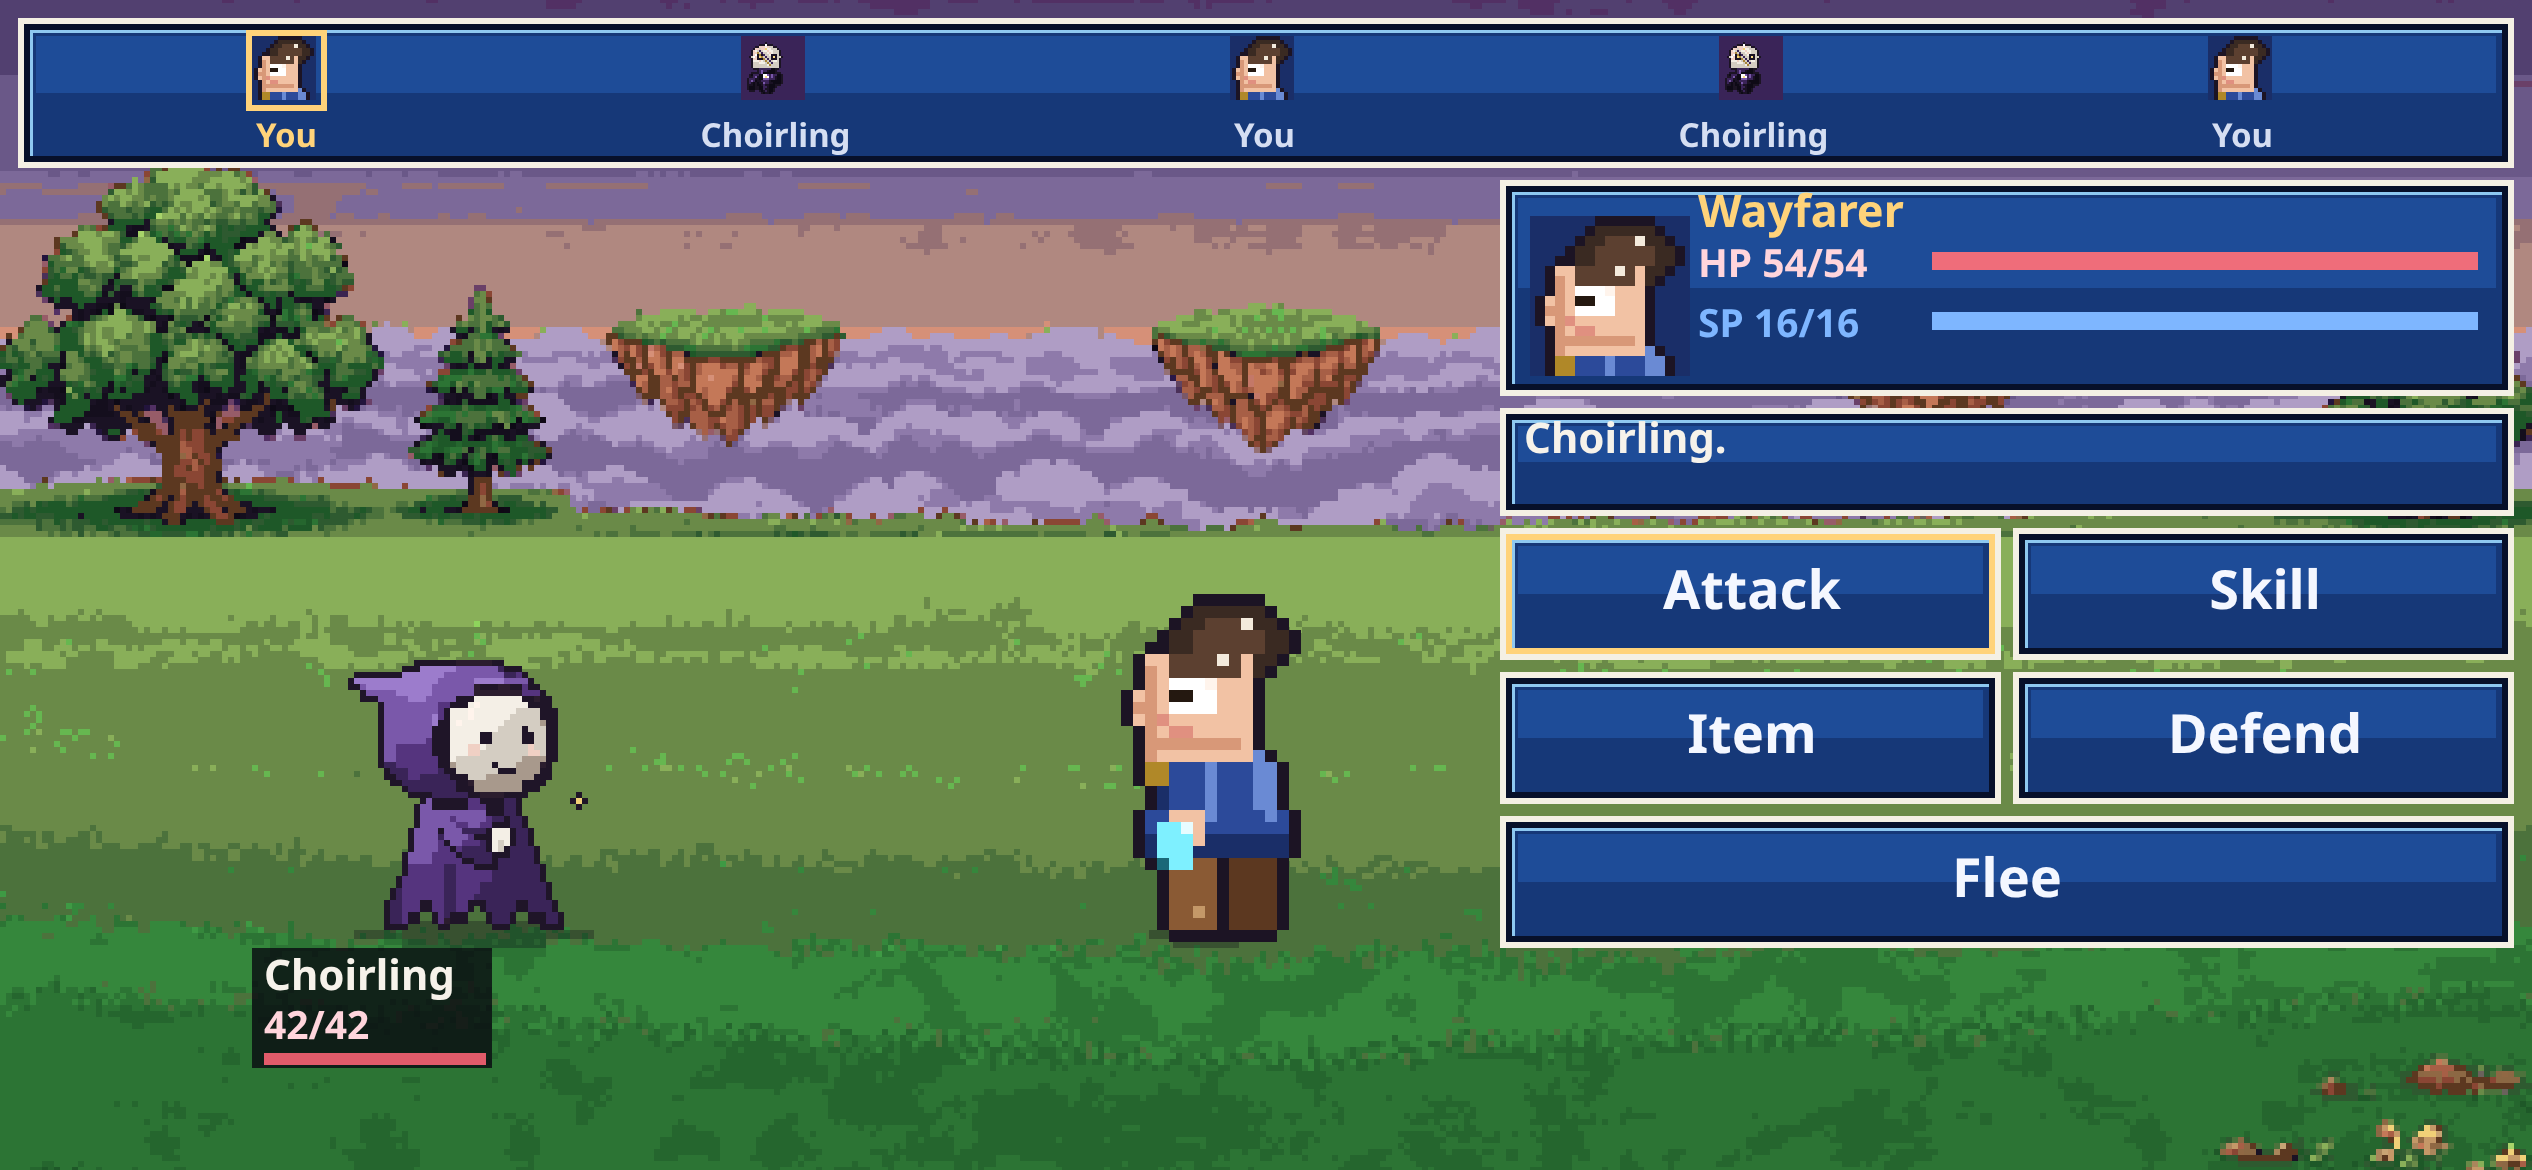 You
Choirling
You
Choirling
You
Wayfarer
HP 54/54
SP 16/16
Choirling.
Attack
Skill
Item
Defend
Flee
Choirling
42/42